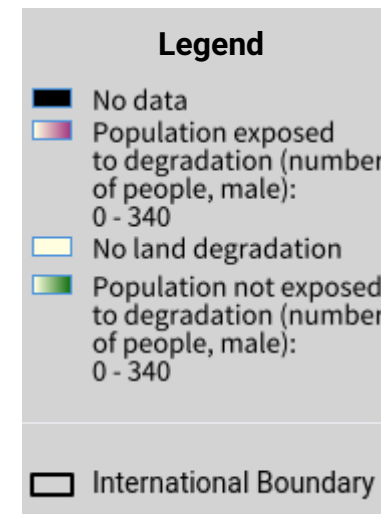 Legend
No data
Population exposed
to degradation (number
of people, male):
0 - 340
No land degradation
Population not exposed
to degradation (number
of people, male):
0 - 340
International Boundary